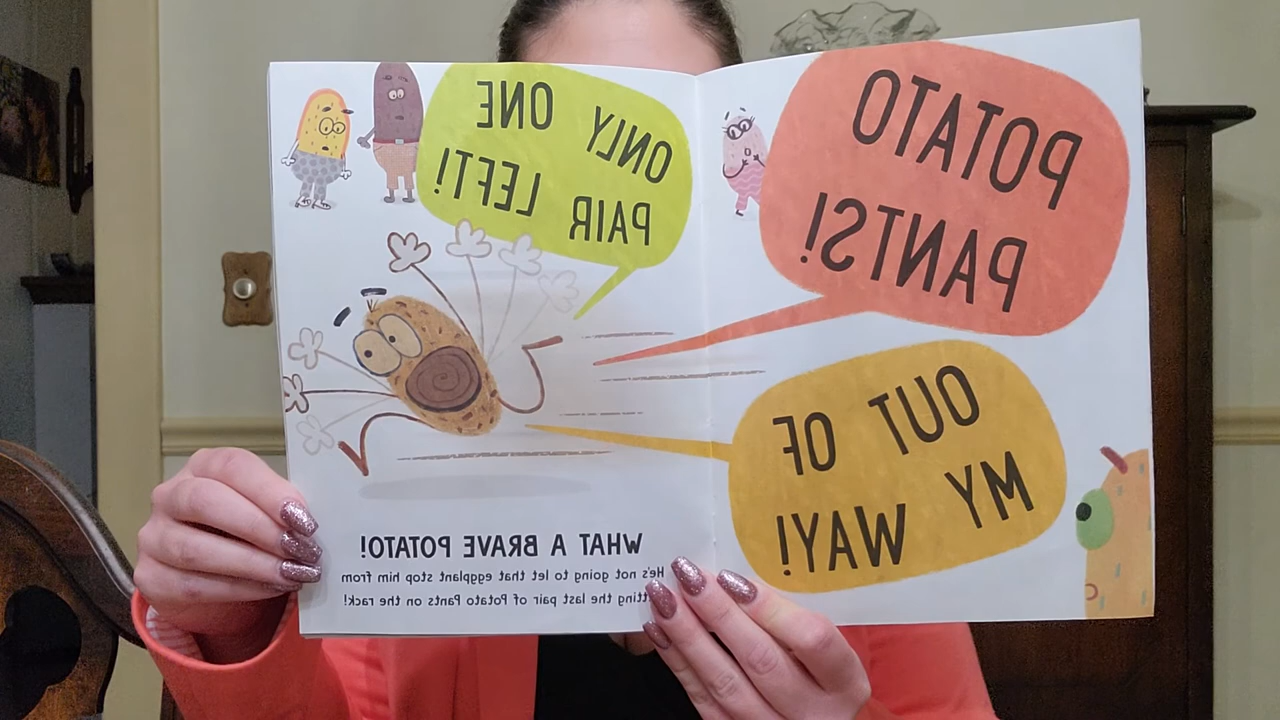 POTATO
PANTS!
OUT OF
MY WAY!
ONLY ONE
PAIR LEFT!
WHAT A BRAVE POTATO!
He's not going to let that eggplant stop him from
getting the last pair of Potato Pants on the rack!